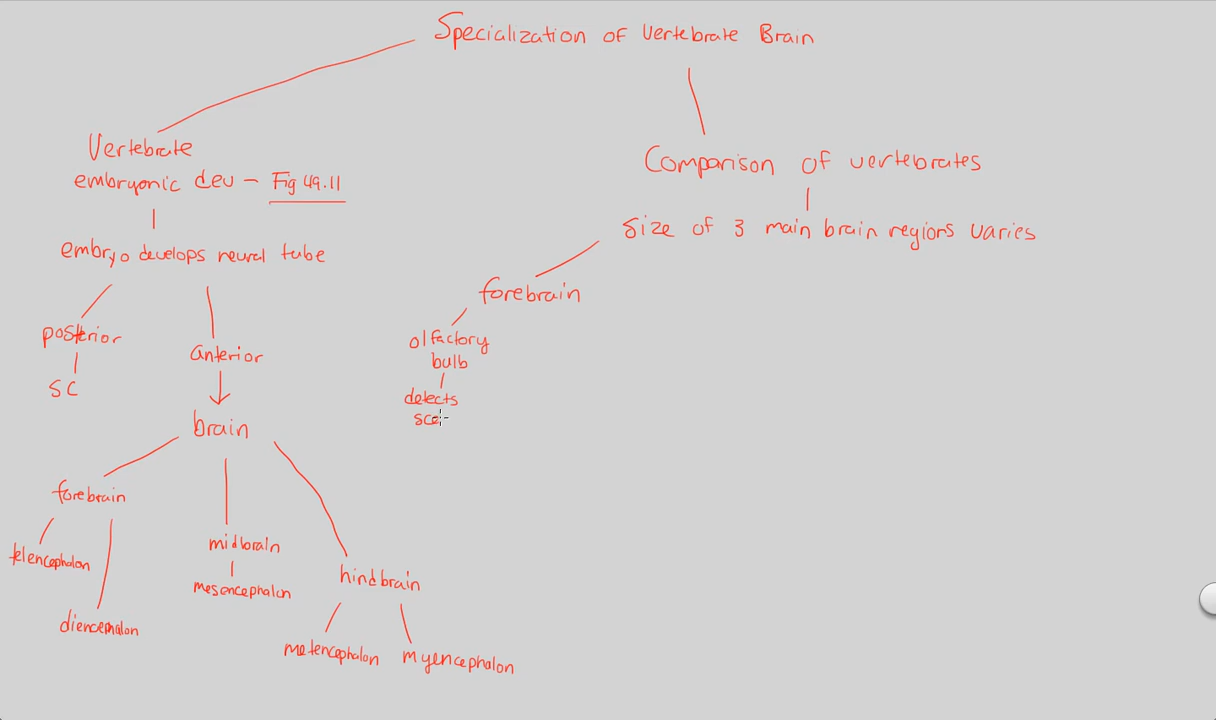 Specialization of Vertebrate Brain
Vertebrate
embryonic dev - Fig 49.11
embryo develops neural tube
posterior
SC
anterior
brain
forebrain
telencephalon
diencephalon
midbrain
mesencephalon
hindbrain
metencephalon
myencephalon
Comparison of vertebrates
Size of 3 main brain regions varies
forebrain
olfactory
bulb
detects
sce